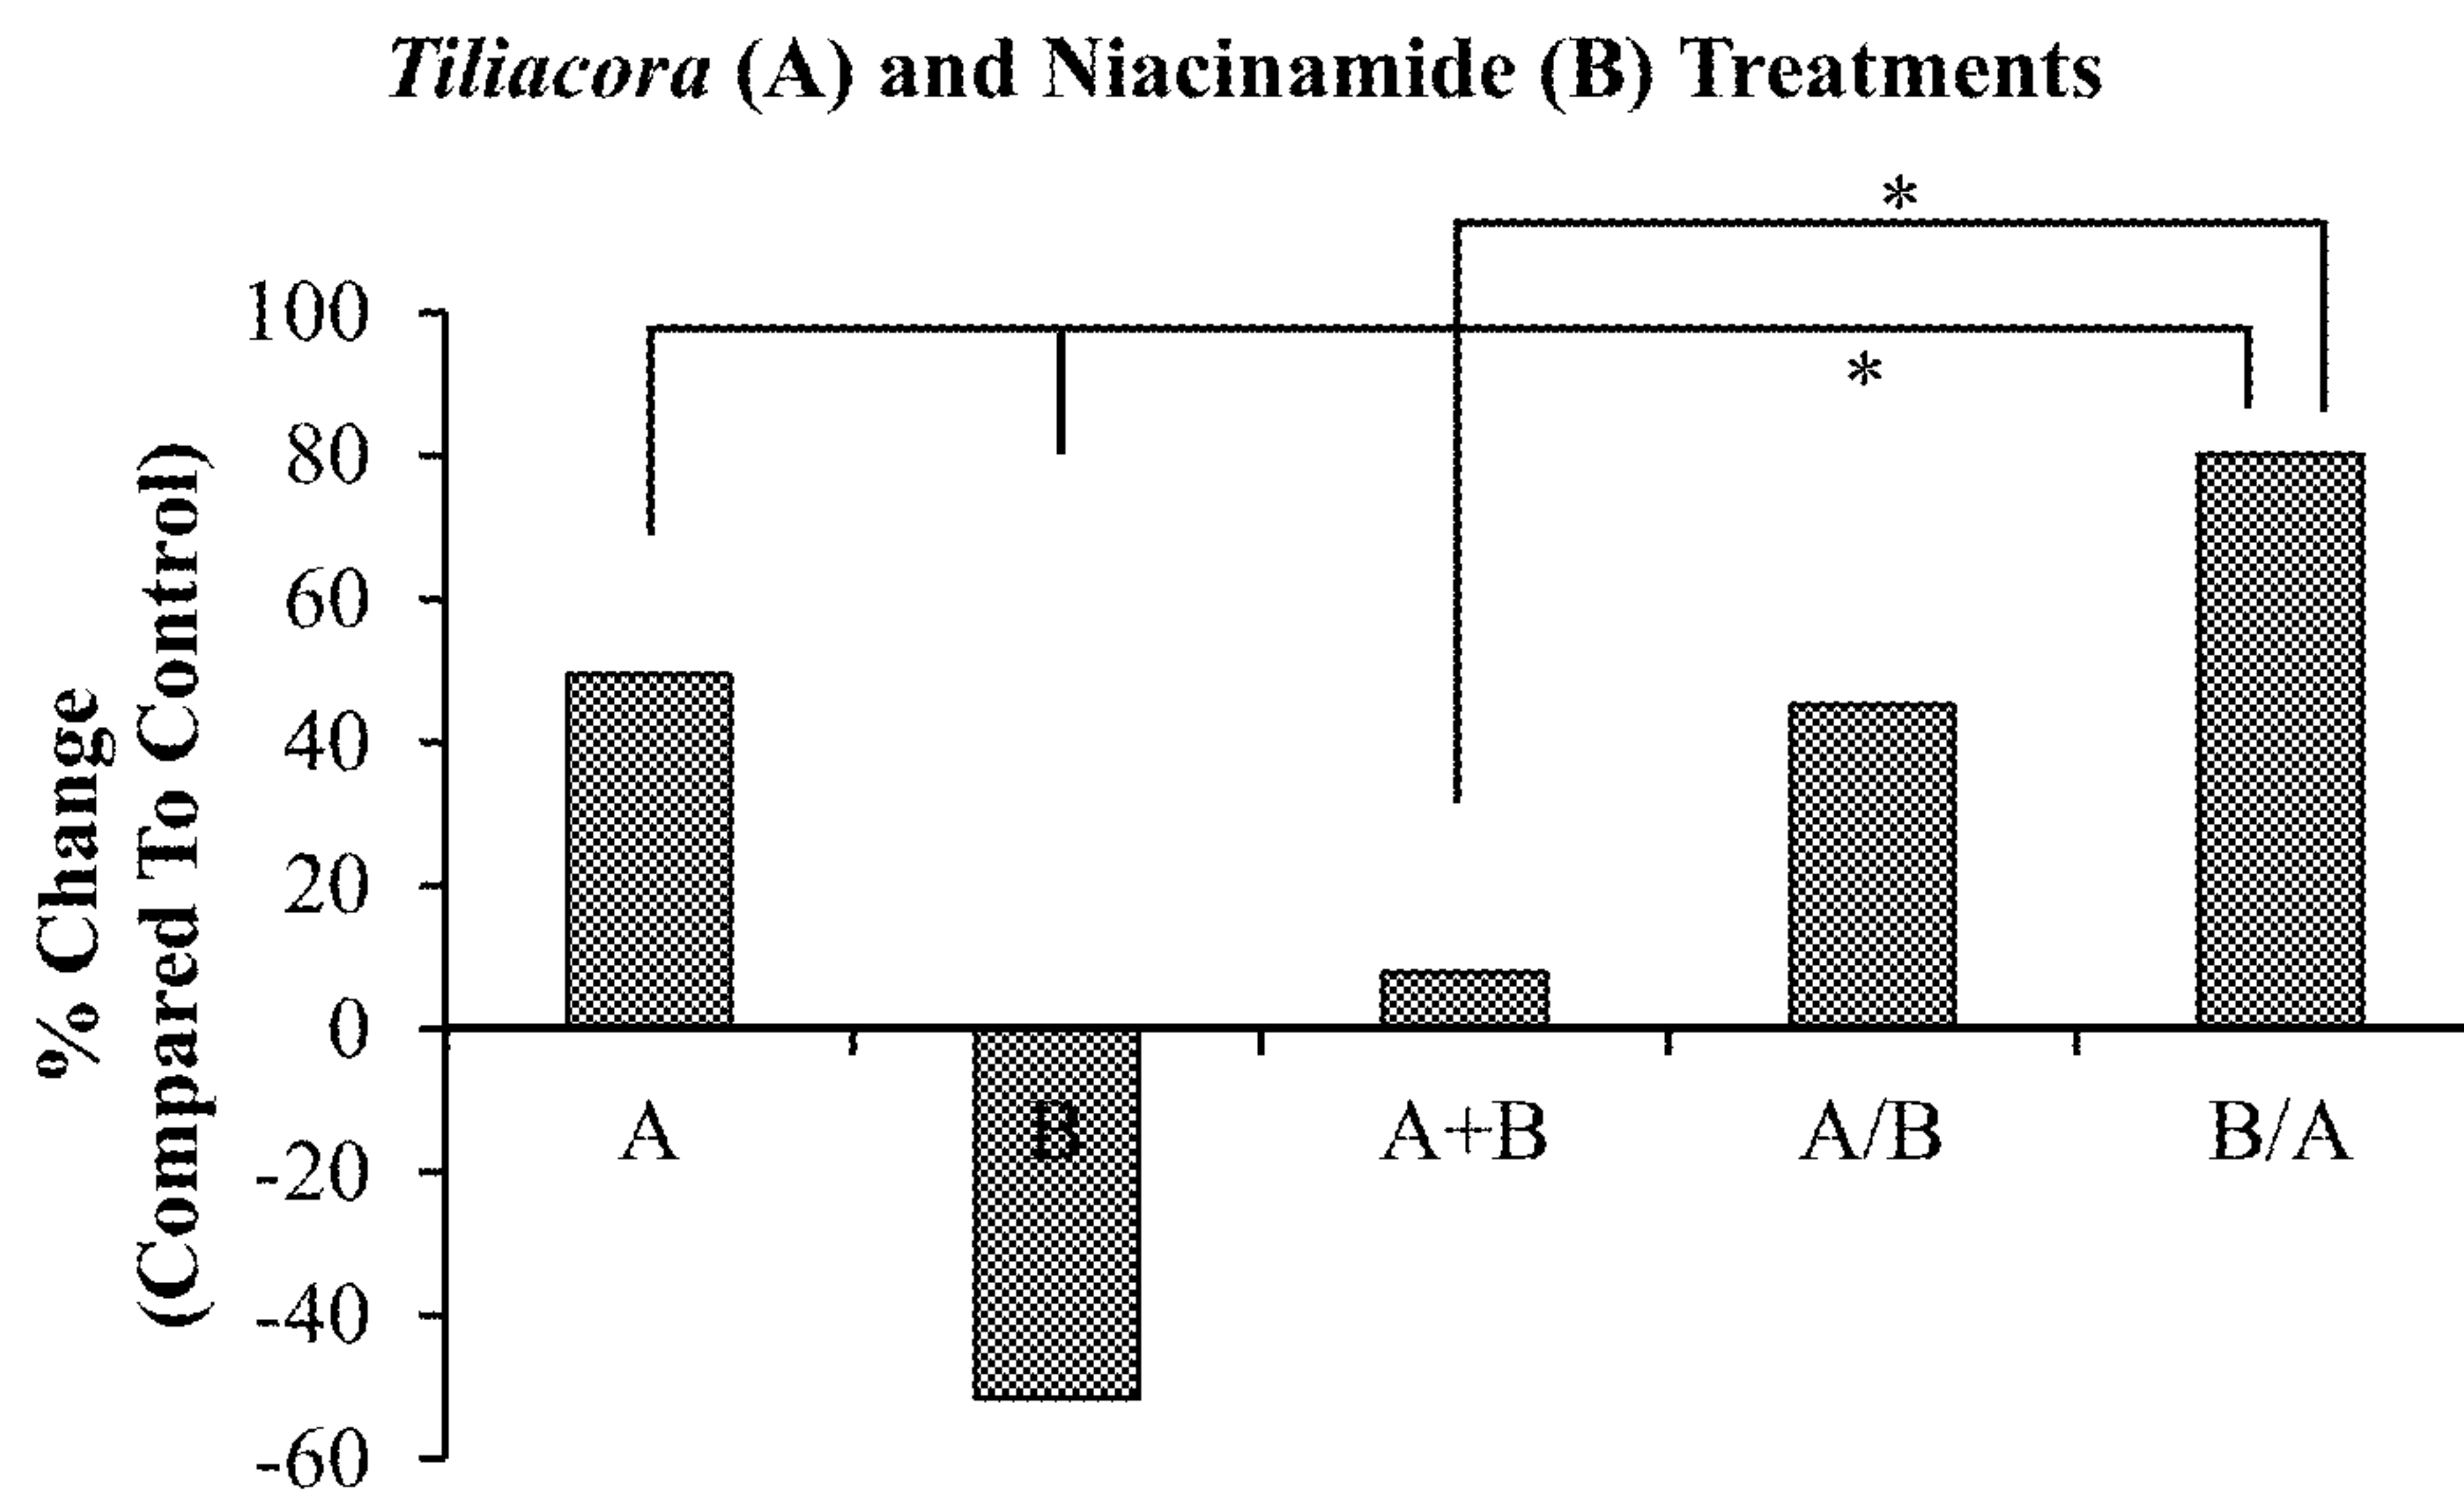 Tiliacora (A) and Niacinamide (B) Treatments
*
*
% Change
(Compared To Control)
100
80
60
40
20
0
-20
-40
-60
A
B
A+B
A/B
B/A